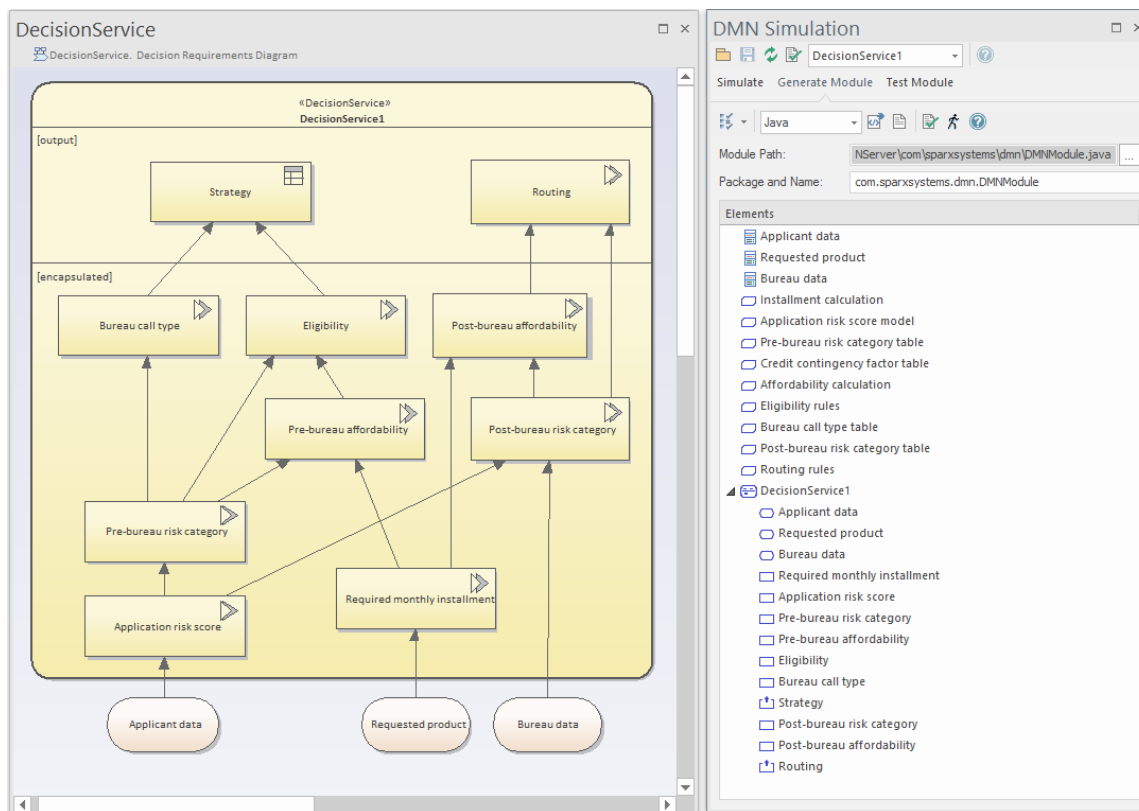 DecisionService
DecisionService. Decision Requirements Diagram
«DecisionService»
DecisionService1
[output]
Strategy
Routing
[encapsulated]
Bureau call type
Eligibility
Post-bureau affordability
Pre-bureau affordability
Post-bureau risk category
Pre-bureau risk category
Required monthly installment
Application risk score
Applicant data
Requested product
Bureau data
DMN Simulation
DecisionService1
Simulate Generate Module Test Module
Java
Module Path: NServer\com\sparxsystems\dmn\DMNModule.java ...
Package and Name: com.sparxsystems.dmn.DMNModule
Elements
Applicant data
Requested product
Bureau data
Installment calculation
Application risk score model
Pre-bureau risk category table
Credit contingency factor table
Affordability calculation
Eligibility rules
Bureau call type table
Post-bureau risk category table
Routing rules
DecisionService1
Applicant data
Requested product
Bureau data
Required monthly installment
Application risk score
Pre-bureau risk category
Pre-bureau affordability
Eligibility
Bureau call type
Strategy
Post-bureau risk category
Post-bureau affordability
Routing